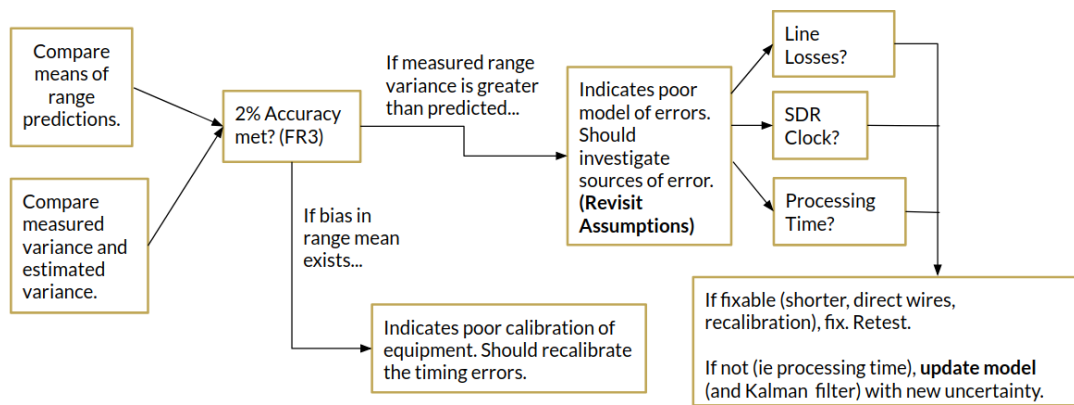 Compare
means of
range
predictions.
Compare
measured
variance and
estimated
variance.
2% Accuracy
met? (FR3)
If measured range
variance is greater
than predicted...
If bias in
range mean
exists...
Indicates poor calibration of
equipment. Should recalibrate
the timing errors.
Indicates poor
model of errors.
Should
investigate
sources of error.
(Revisit
Assumptions)
Line
Losses?
SDR
Clock?
Processing
Time?
If fixable (shorter, direct wires,
recalibration), fix. Retest.
If not (ie processing time), update model
(and Kalman filter) with new uncertainty.